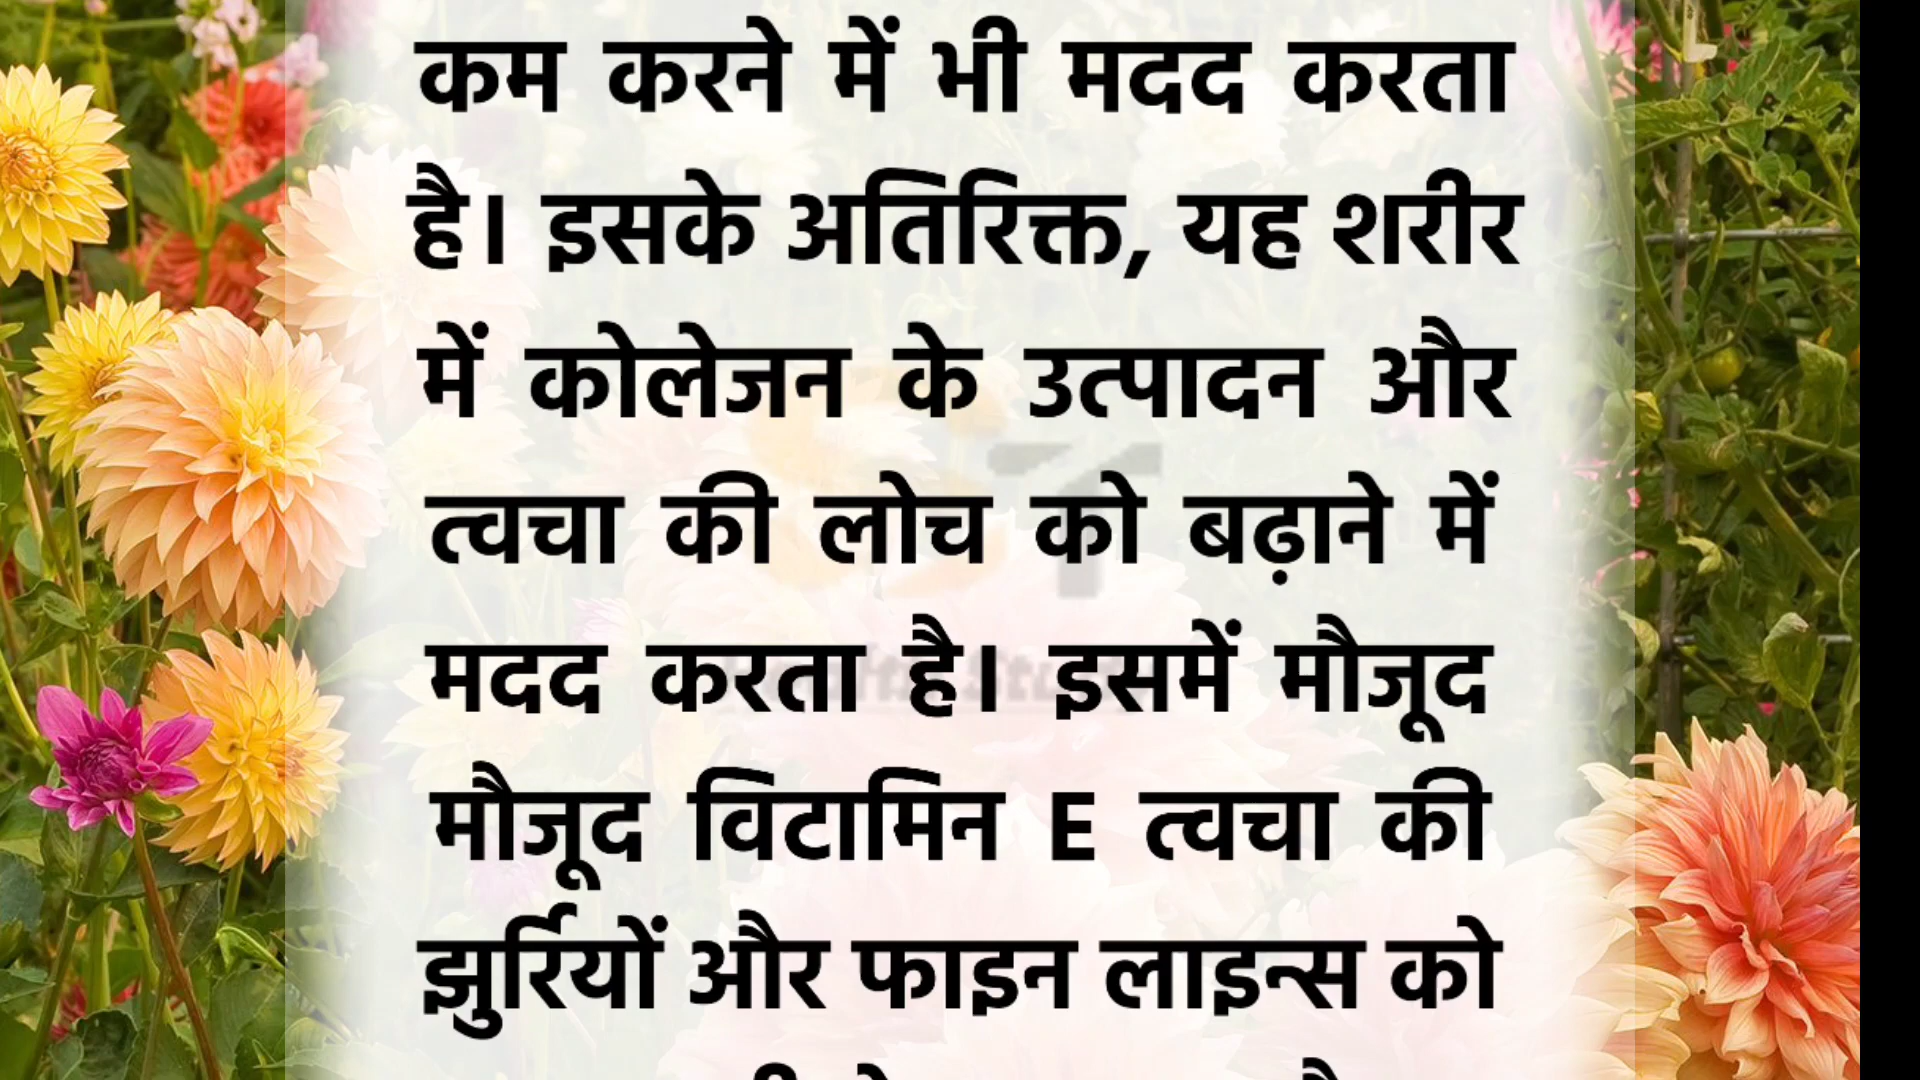 कम करने में भी मदद करता
है। इसके अतिरिक्त, यह शरीर
में कोलेजन के उत्पादन और
त्वचा की लोच को बढ़ाने में
मदद करता है। इसमें मौजूद
मौजूद विटामिन E त्वचा की
झुर्रियों और फाइन लाइन्स को